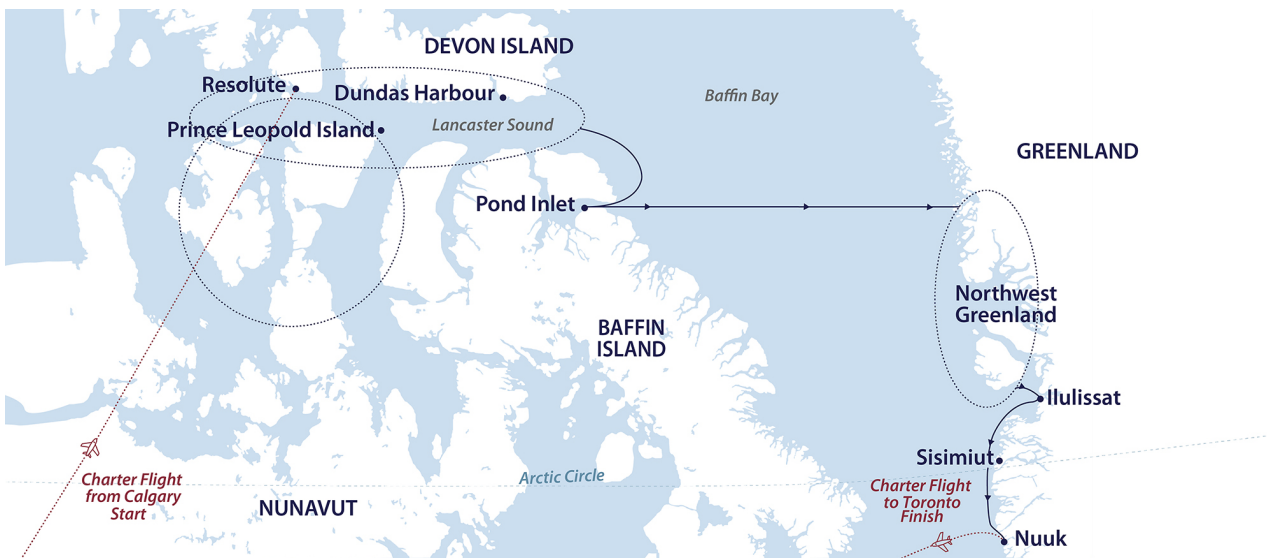 DEVON ISLAND
Resolute
Dundas Harbour
Baffin Bay
Prince Leopold Island
Lancaster Sound
GREENLAND
Pond Inlet
Northwest
Greenland
BAFFIN
ISLAND
Ilulissat
Sisimiut
Arctic Circle
Charter Flight
from Calgary
Start
Charter Flight
to Toronto
Finish
NUNAVUT
Nuuk